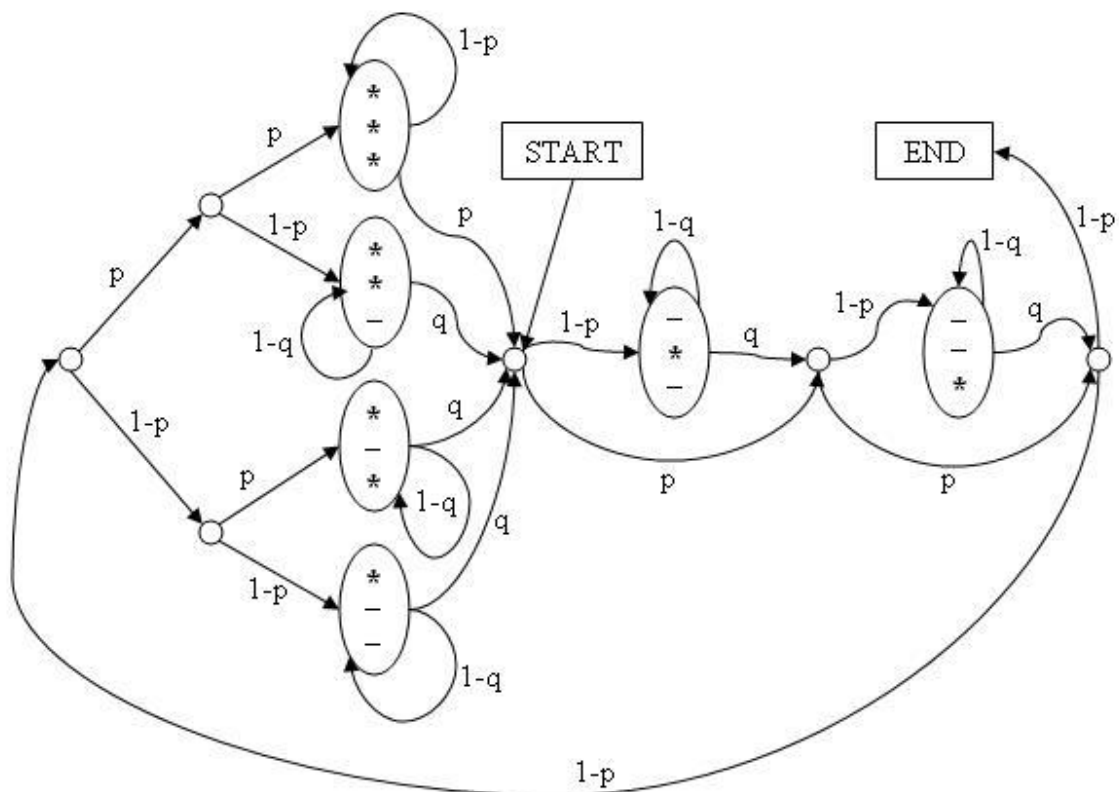 1-p
*
*
*
p
START
END
p
1-p
1-p
p
*
*
–
1-q
1-q
p
1-q
q
1-p
–
*
–
q
1-p
–
–
*
q
1-p
*
–
*
q
p
1-q
q
p
p
1-p
*
–
–
1-q
1-p